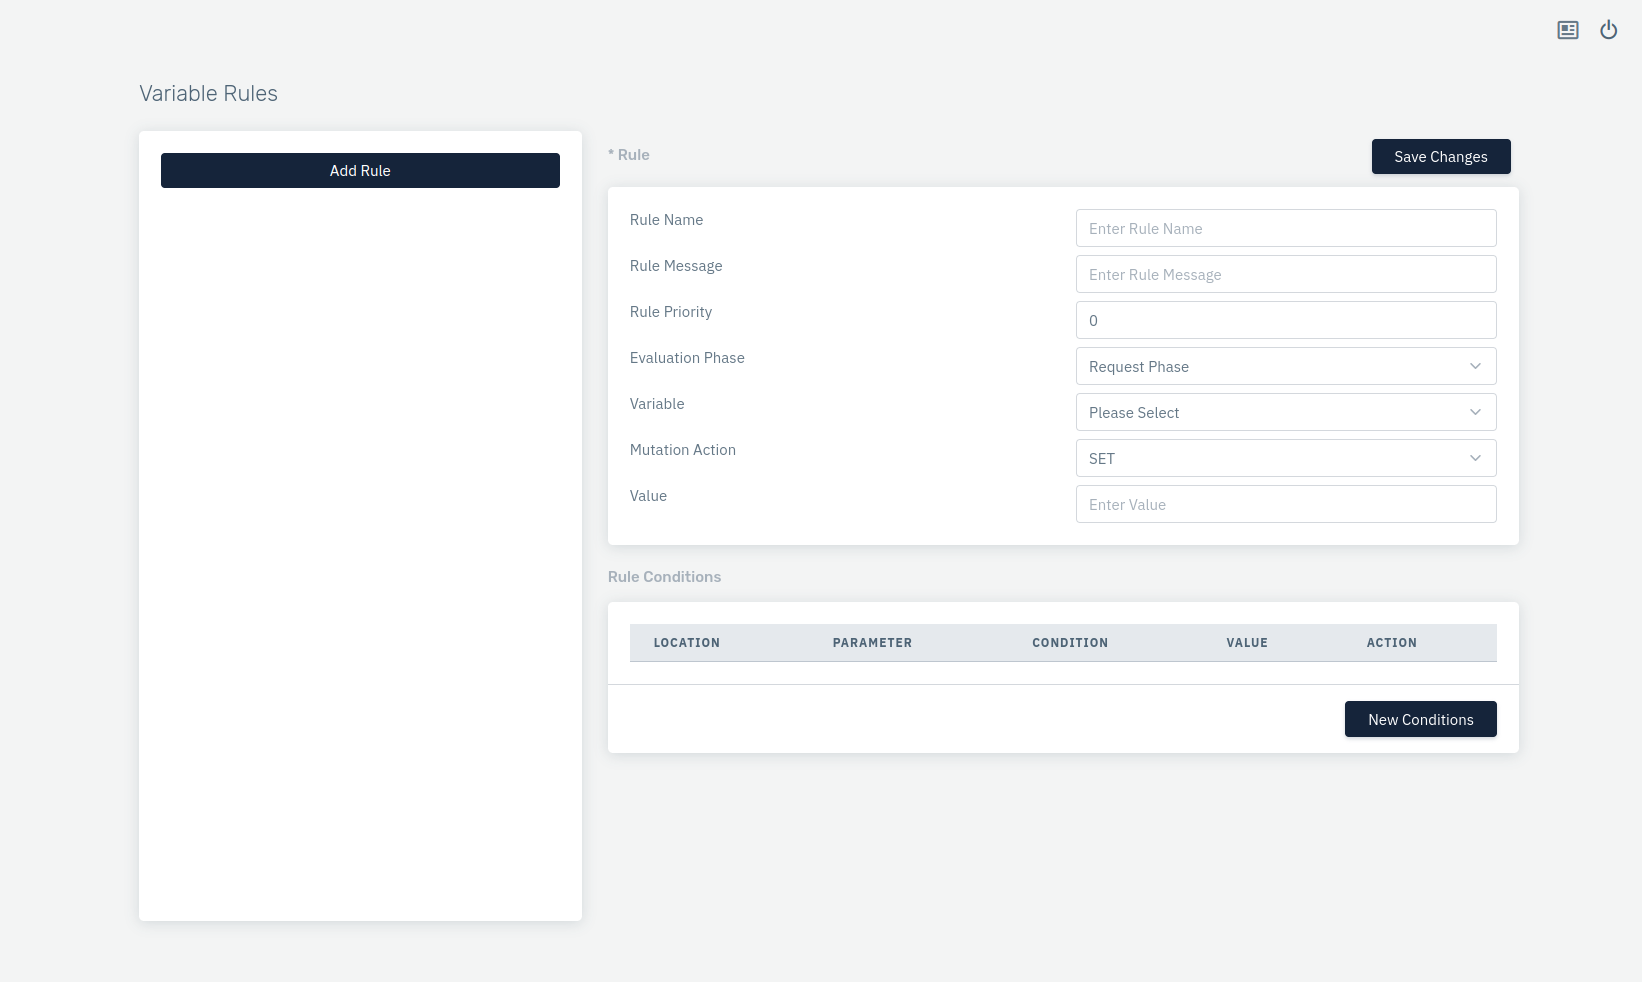 Variable Rules
Add Rule
* Rule
Save Changes
Rule Name
Enter Rule Name
Rule Message
Enter Rule Message
Rule Priority
0
Evaluation Phase
Request Phase
Variable
Please Select
Mutation Action
SET
Value
Enter Value
Rule Conditions
LOCATION PARAMETER CONDITION VALUE ACTION
New Conditions